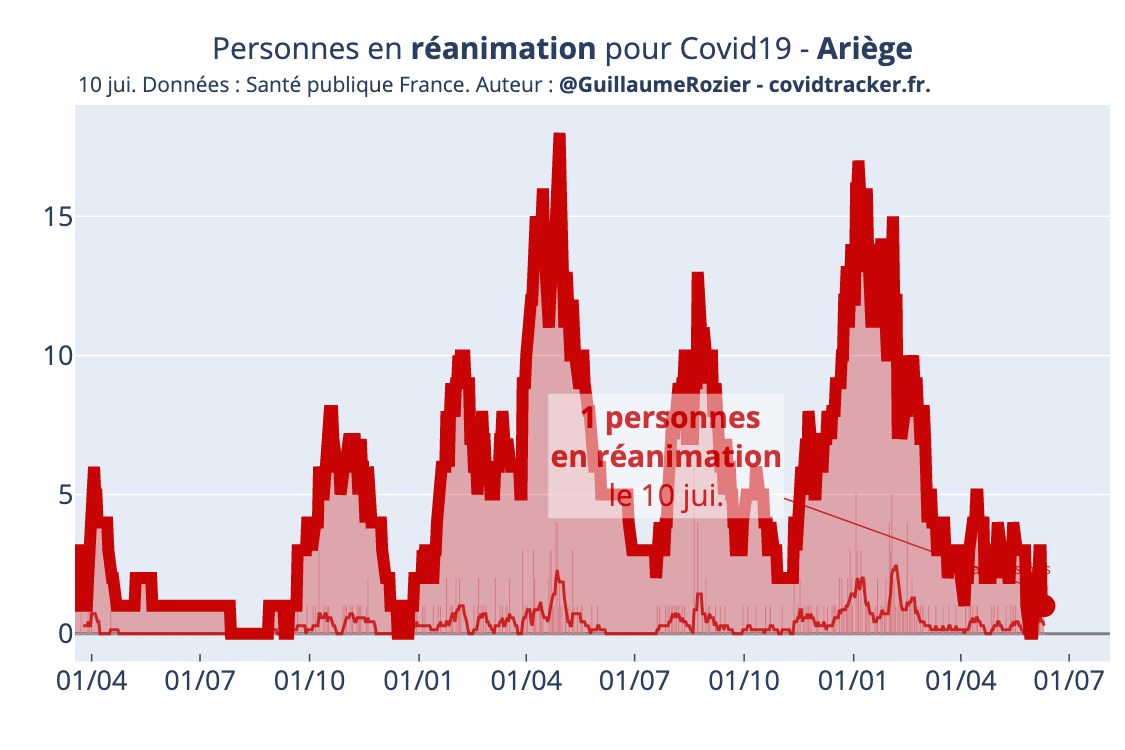 Personnes en réanimation pour Covid19 - Ariège
10 jui. Données : Santé publique France. Auteur : @GuillaumeRozier - covidtracker.fr.
15
10
5
0
1 personnes
en réanimation
le 10 jui.
01/04 01/07 01/10 01/01 01/04 01/07 01/10 01/01 01/04 01/07